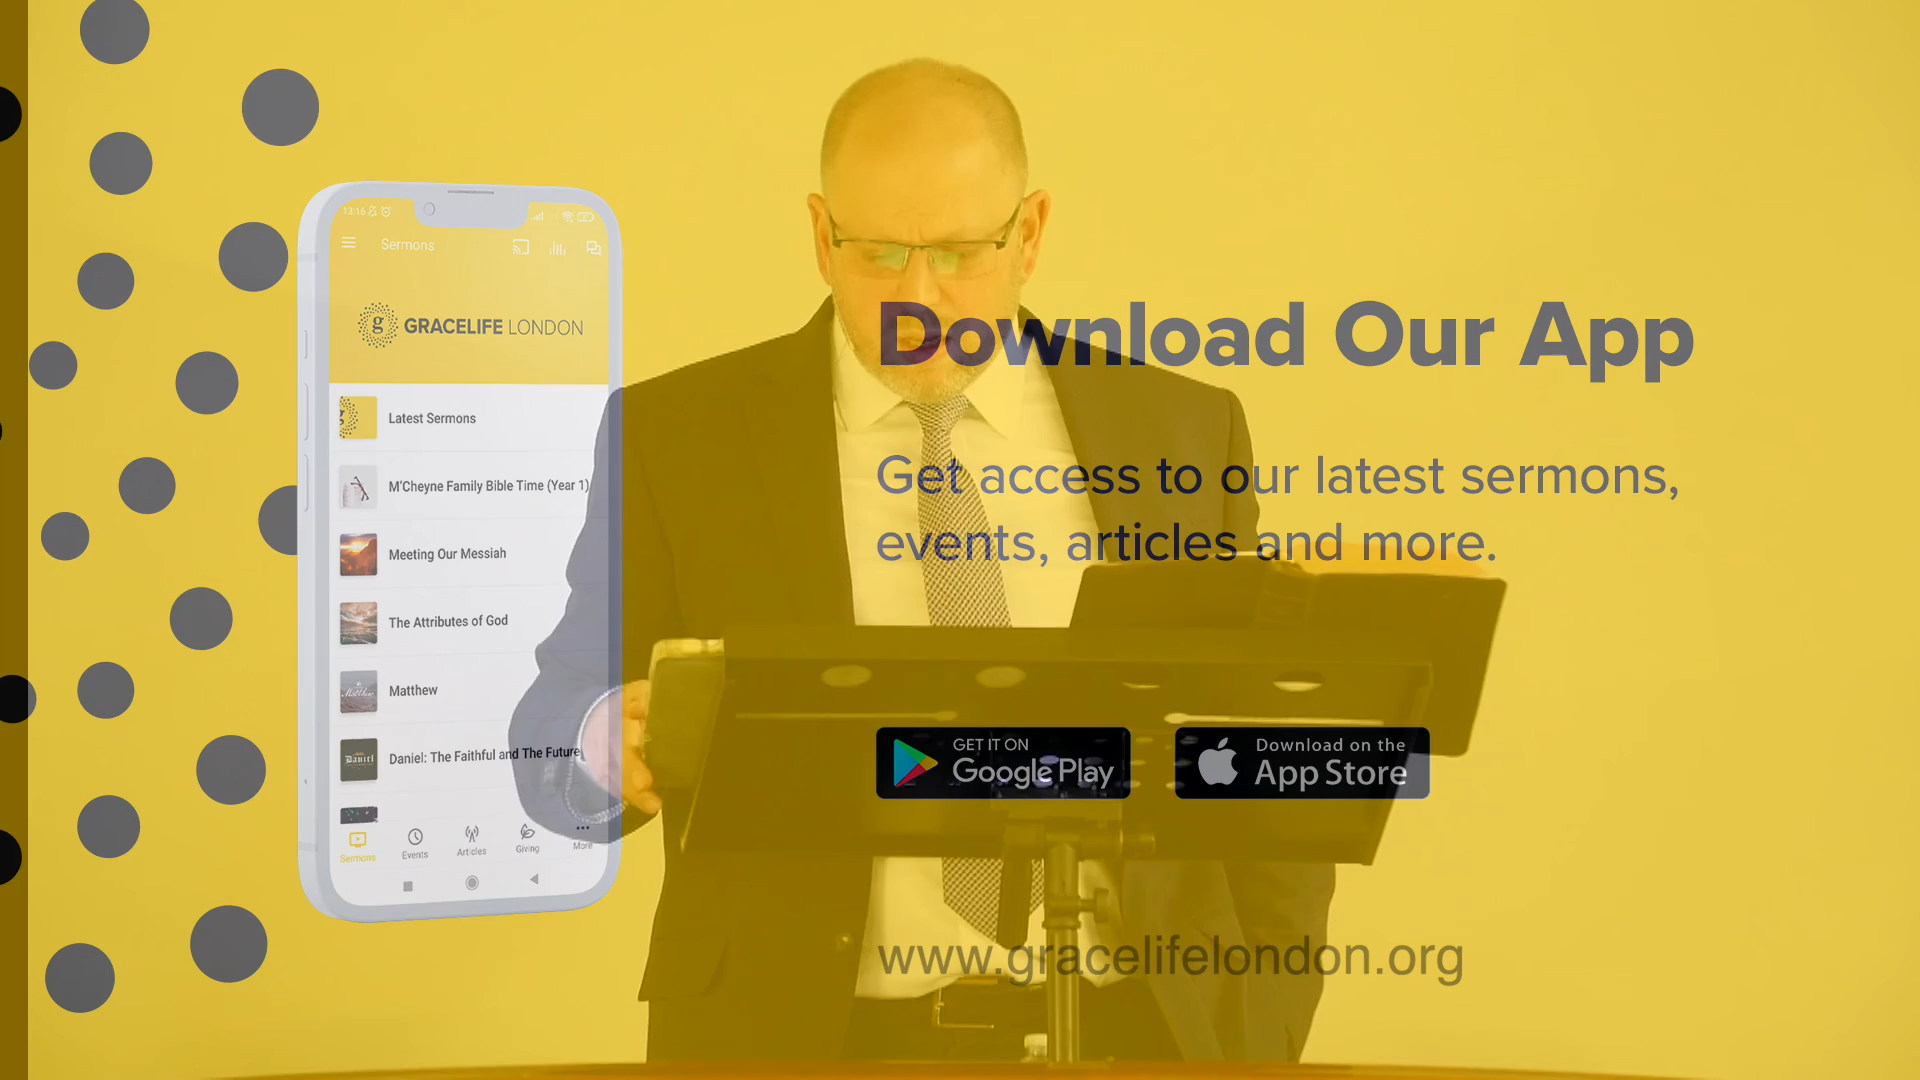 13:16
Sermons
g GRACELIFE LONDON
Latest Sermons
M'Cheyne Family Bible Time (Year 1)
Meeting Our Messiah
The Attributes of God
Matthew
Matthew
Daniel
Daniel: The Faithful and The Future
Sermons
Events
Articles
Giving
More
Download Our App
Get access to our latest sermons,
events, articles and more.
GET IT ON
Google Play
Download on the
App Store
www.gracelifelondon.org